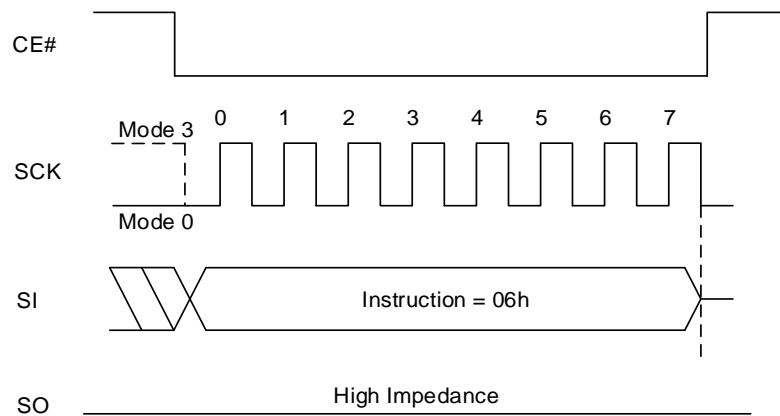 CE#
Mode 3
0 1 2 3 4 5 6 7
SCK
Mode 0
SI
Instruction = 06h
SO
High Impedance